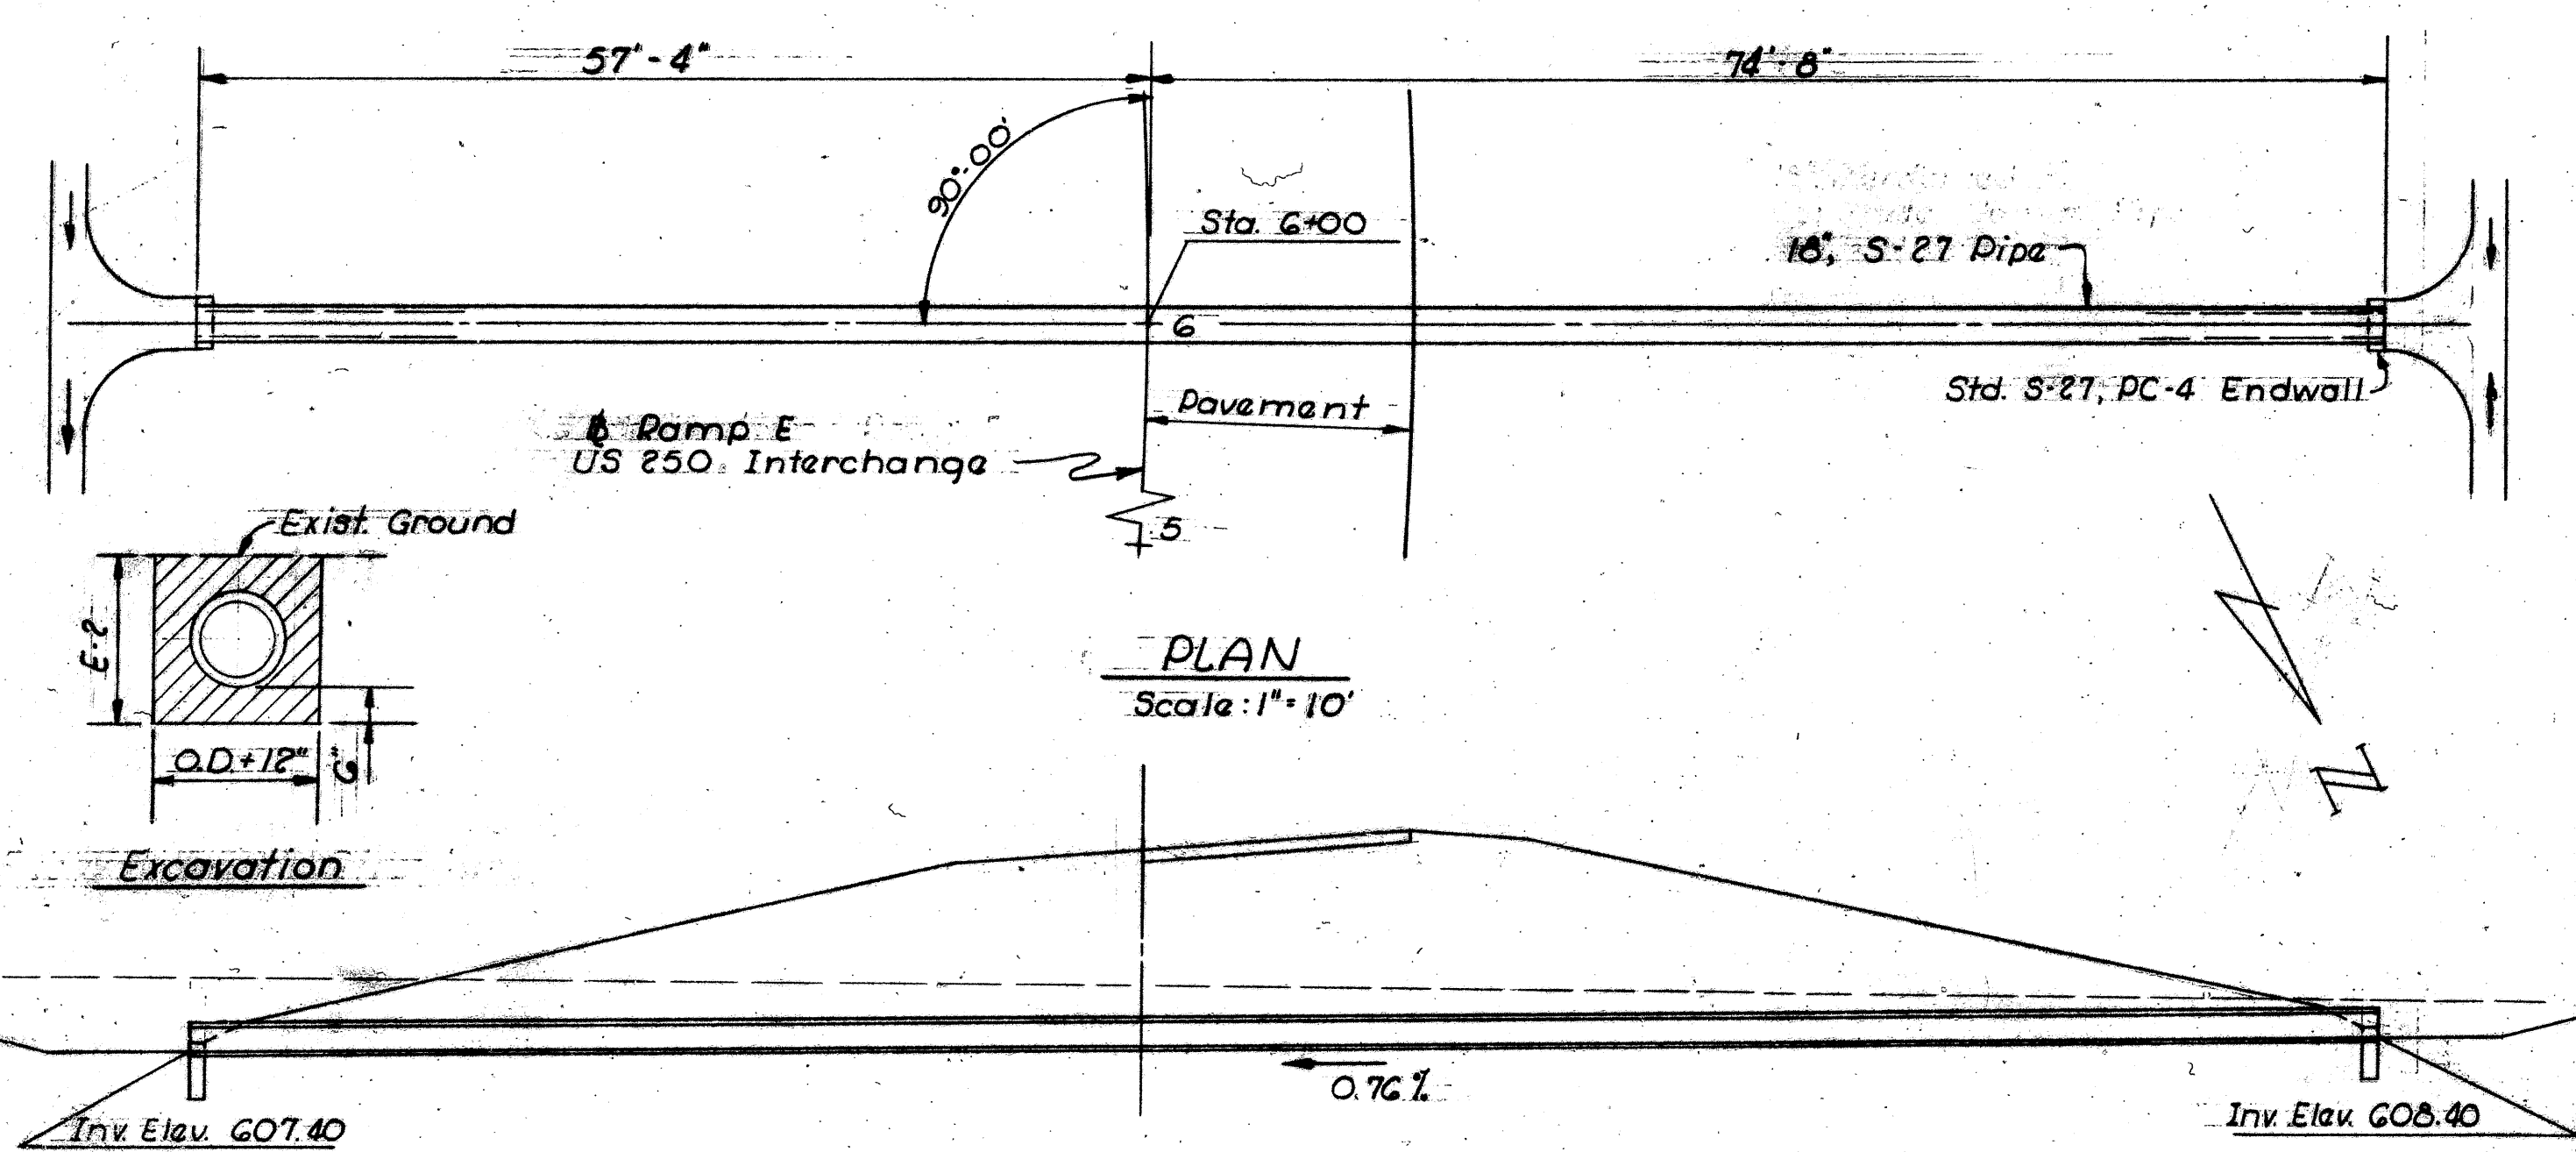 57'-4"
74'-8"
90°-00'
Sta. 6+00
18", S-27 Pipe
6
Std. S-27, PC-4 Endwall
Pavement
Ramp E
US 250 Interchange
5
Exist. Ground
E-2
O.D.+12"
6"
Excavation
PLAN
Scale: 1"=10'
N
0.76%
Inv. Elev. 607.40
Inv. Elev. 608.40